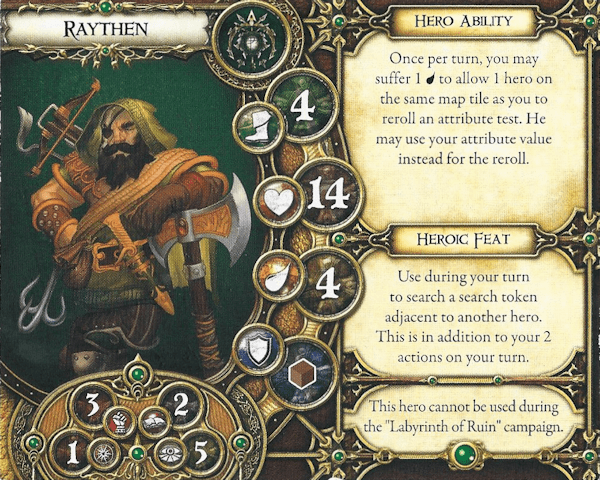 RAYTHEN
4
14
4
3
2
1
5
HERO ABILITY
Once per turn, you may
suffer 1 to allow 1 hero on
the same map tile as you to
reroll an attribute test. He
may use your attribute value
instead for the reroll.
HEROIC FEAT
Use during your turn
to search a search token
adjacent to another hero.
This is in addition to your 2
actions on your turn.
This hero cannot be used during
the "Labyrinth of Ruin" campaign.